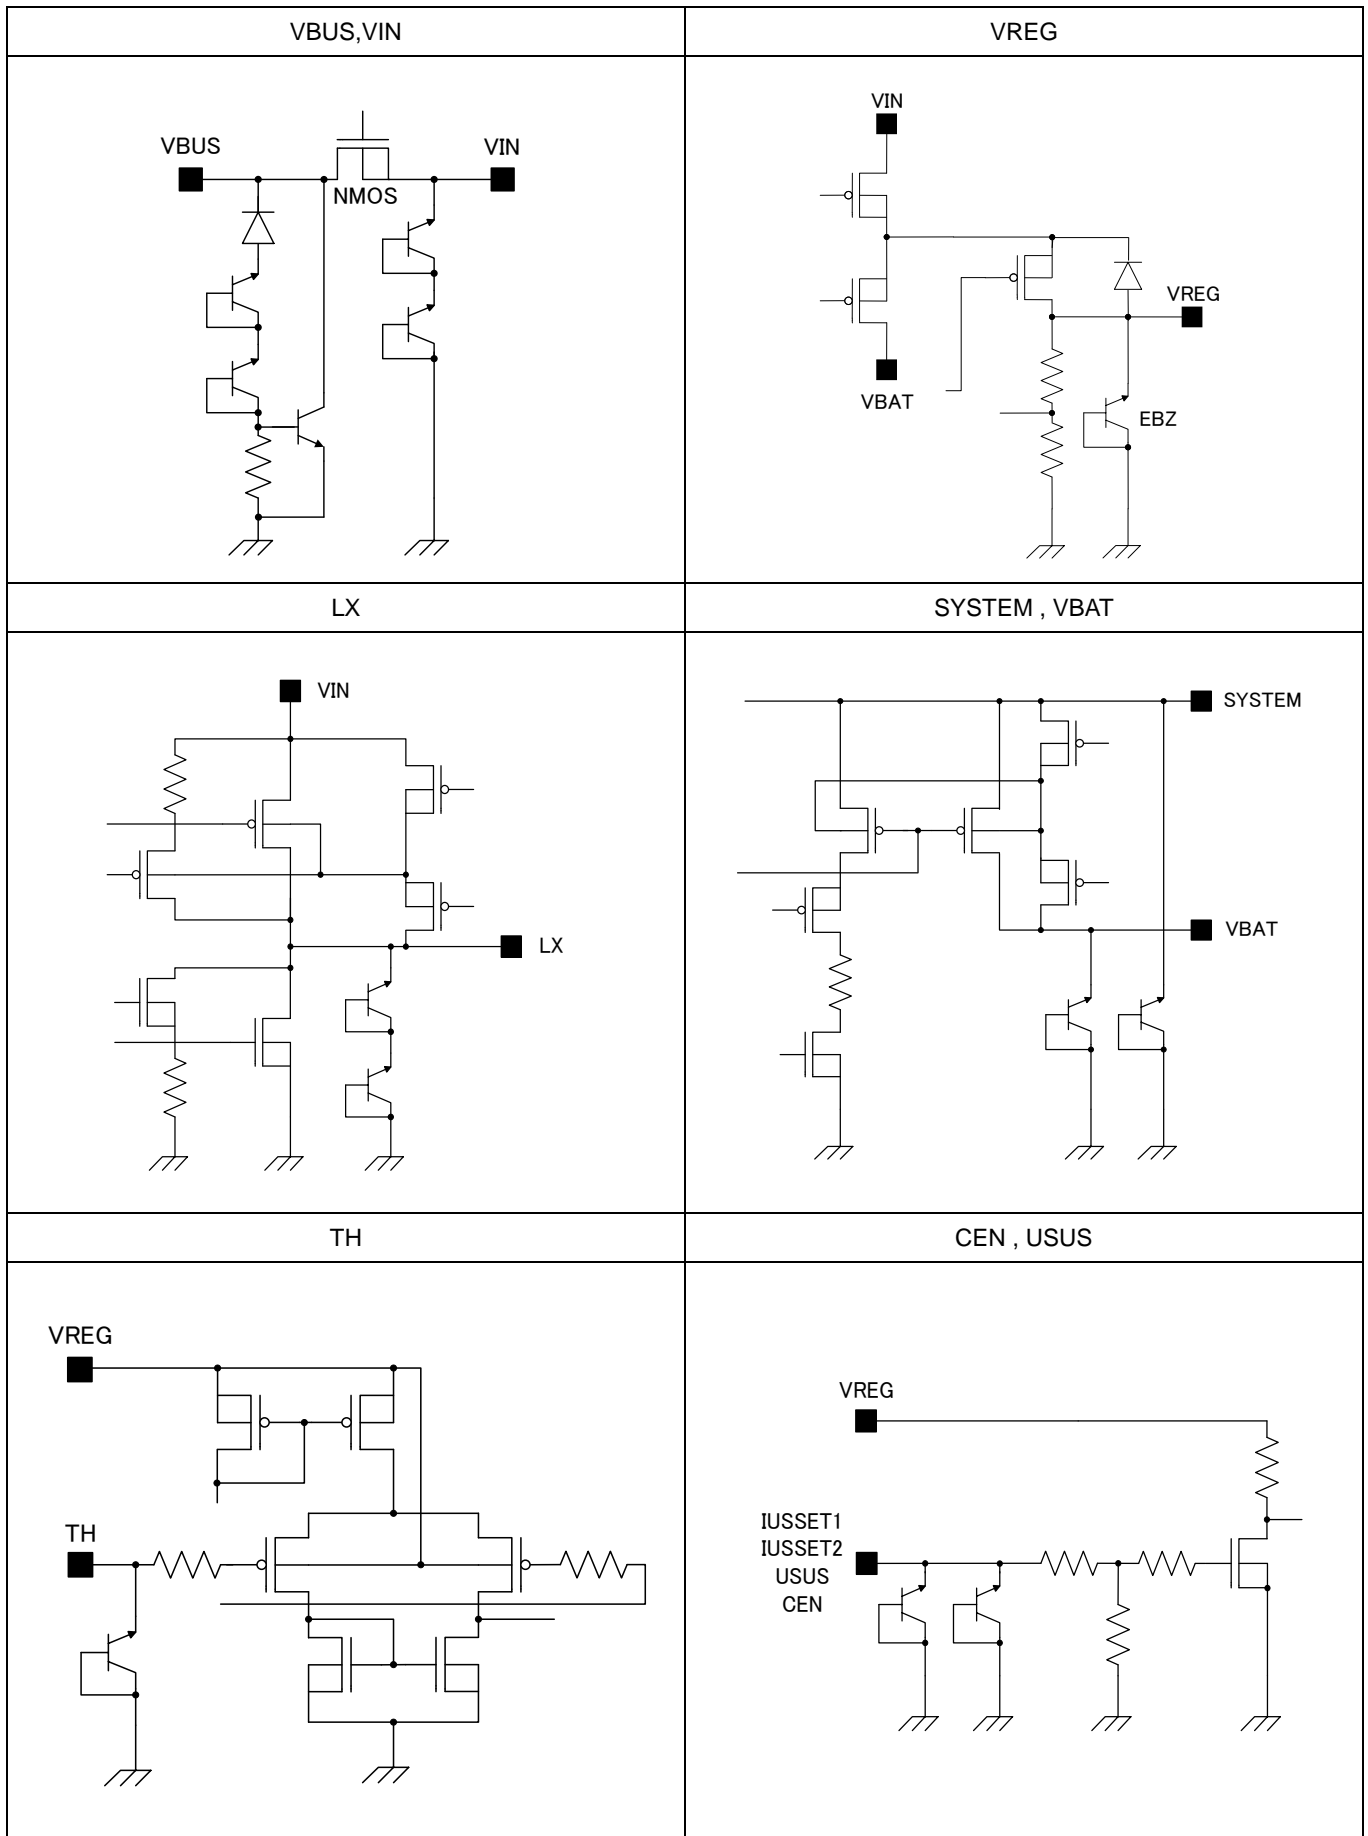 VBUS,VIN
VREG
VBUS
VIN
NMOS
VIN
VREG
VBAT
EBZ
LX
SYSTEM , VBAT
VIN
LX
SYSTEM
VBAT
TH
CEN , USUS
VREG
TH
VREG
IUSSET1
IUSSET2
USUS
CEN